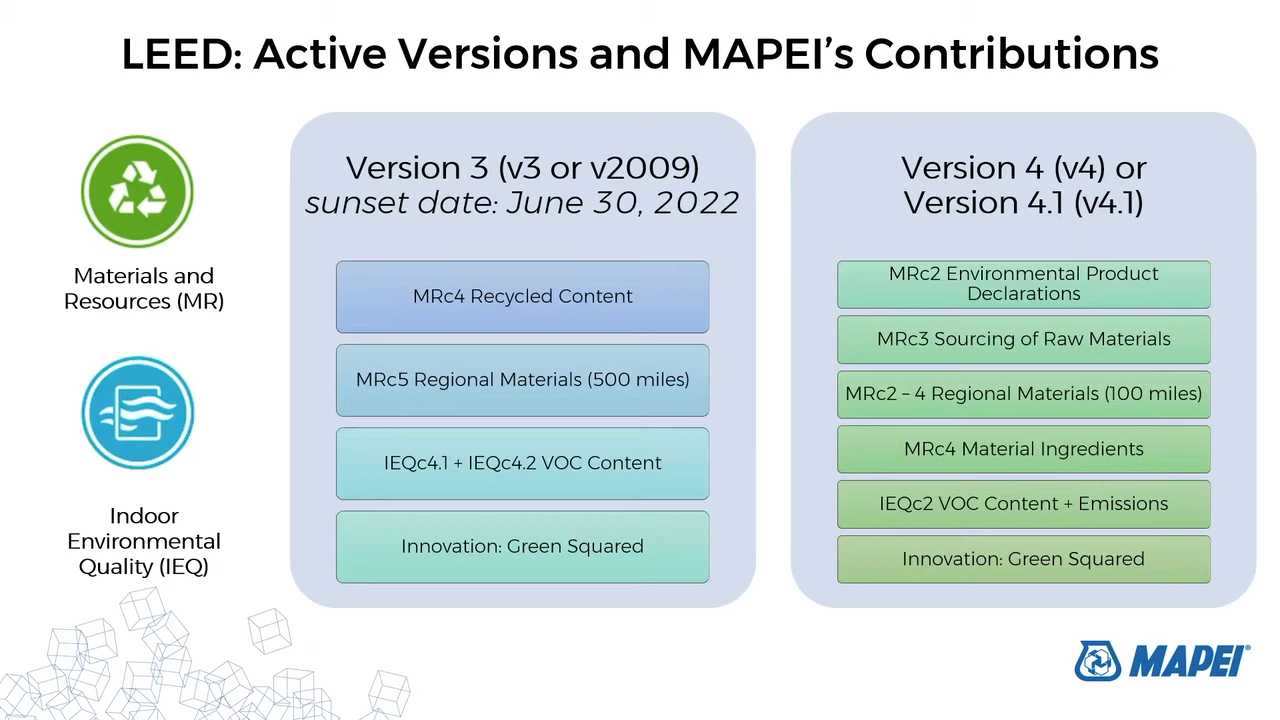 LEED: Active Versions and MAPEI’s Contributions
Materials and
Resources (MR)
Indoor
Environmental
Quality (IEQ)
Version 3 (v3 or v2009)
sunset date: June 30, 2022
MRc4 Recycled Content
MRc5 Regional Materials (500 miles)
IEQc4.1 + IEQc4.2 VOC Content
Innovation: Green Squared
Version 4 (v4) or
Version 4.1 (v4.1)
MRc2 Environmental Product
Declarations
MRc3 Sourcing of Raw Materials
MRc2 – 4 Regional Materials (100 miles)
MRc4 Material Ingredients
IEQc2 VOC Content + Emissions
Innovation: Green Squared
MAPEI®